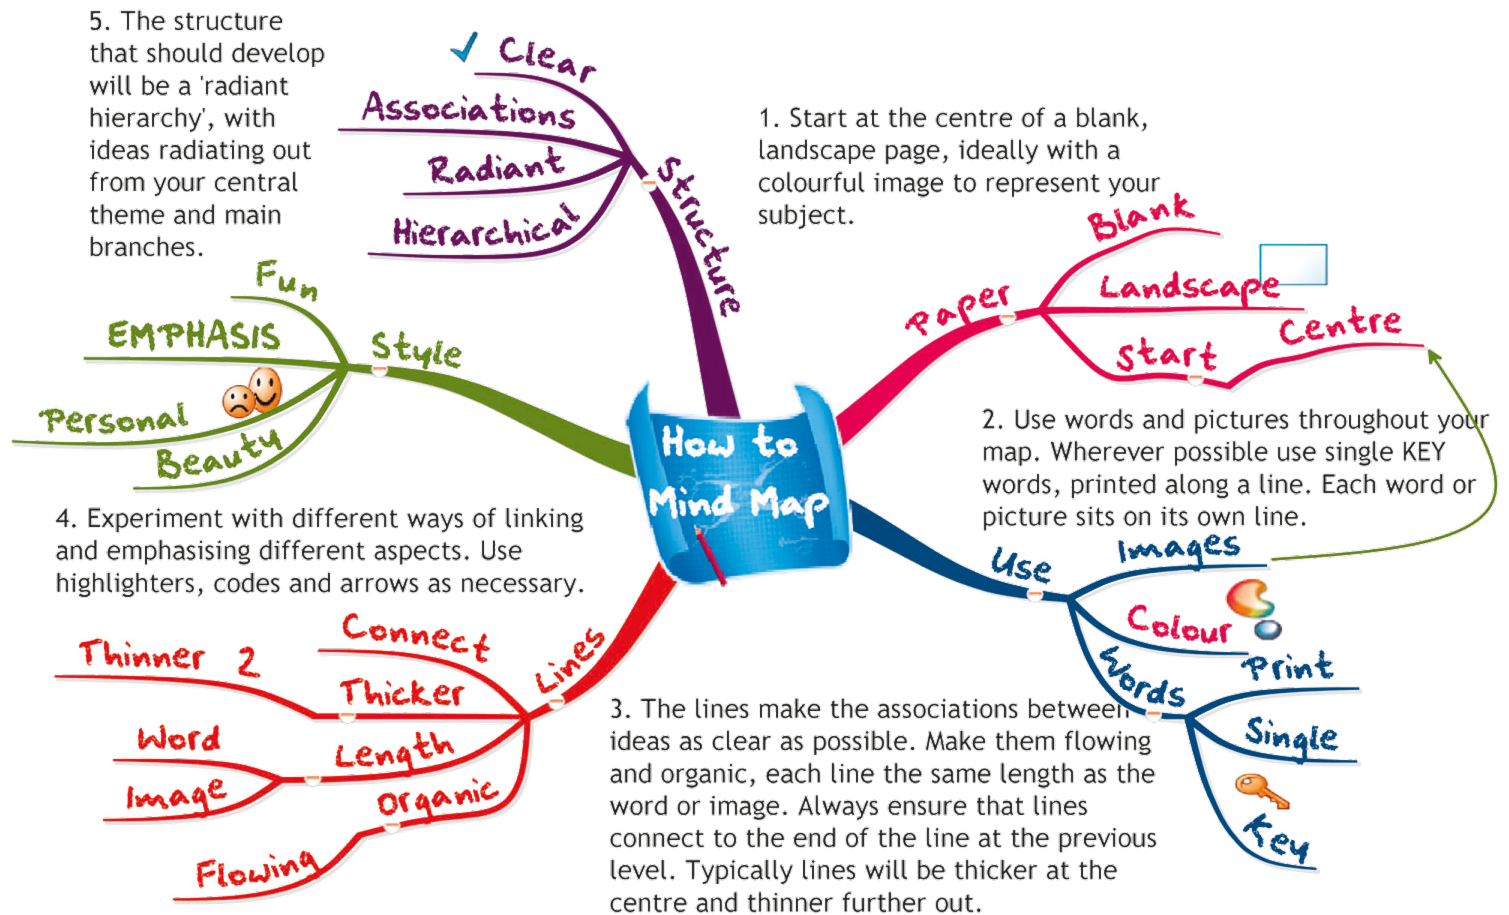 5. The structure
that should develop
will be a 'radiant
hierarchy', with
ideas radiating out
from your central
theme and main
branches.
Clear
Associations
Radiant
Hierarchical
Structure
1. Start at the centre of a blank,
landscape page, ideally with a
colourful image to represent your
subject.
Paper
Blank
Landscape
Start
Centre
Fun
EMPHASIS
Personal
Beauty
Style
How to
Mind Map
2. Use words and pictures throughout your
map. Wherever possible use single KEY
words, printed along a line. Each word or
picture sits on its own line.
Use
Images
Colour
Words
Print
Single
Key
4. Experiment with different ways of linking
and emphasising different aspects. Use
highlighters, codes and arrows as necessary.
Lines
Connect
Thicker
Thinner 2
Length
Word
Image
Organic
Flowing
3. The lines make the associations between
ideas as clear as possible. Make them flowing
and organic, each line the same length as the
word or image. Always ensure that lines
connect to the end of the line at the previous
level. Typically lines will be thicker at the
centre and thinner further out.